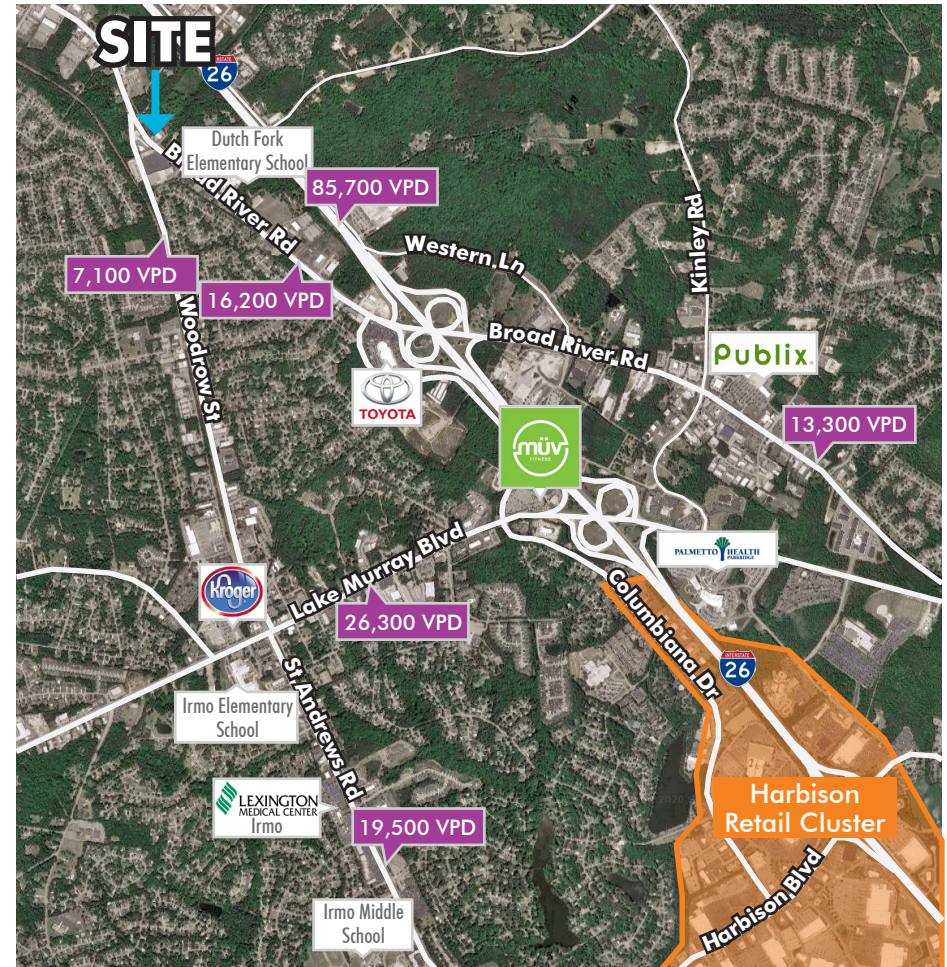 SITE
INTERSTATE
26
Dutch Fork
Elementary School
Broad River Rd
85,700 VPD
Western Ln
Kinley Rd
7,100 VPD
16,200 VPD
Woodrow St
Broad River Rd
Publix.
TOYOTA
13,300 VPD
müv
FITNESS
PALMETTO HEALTH
PARKRIDGE
Kroger
Lake Murray Blvd
26,300 VPD
Columbiana Dr
INTERSTATE
26
Irmo Elementary
School
St Andrews Rd
LEXINGTON
MEDICAL CENTER
Irmo
19,500 VPD
Harbison
Retail Cluster
Irmo Middle
School
Harbison Blvd